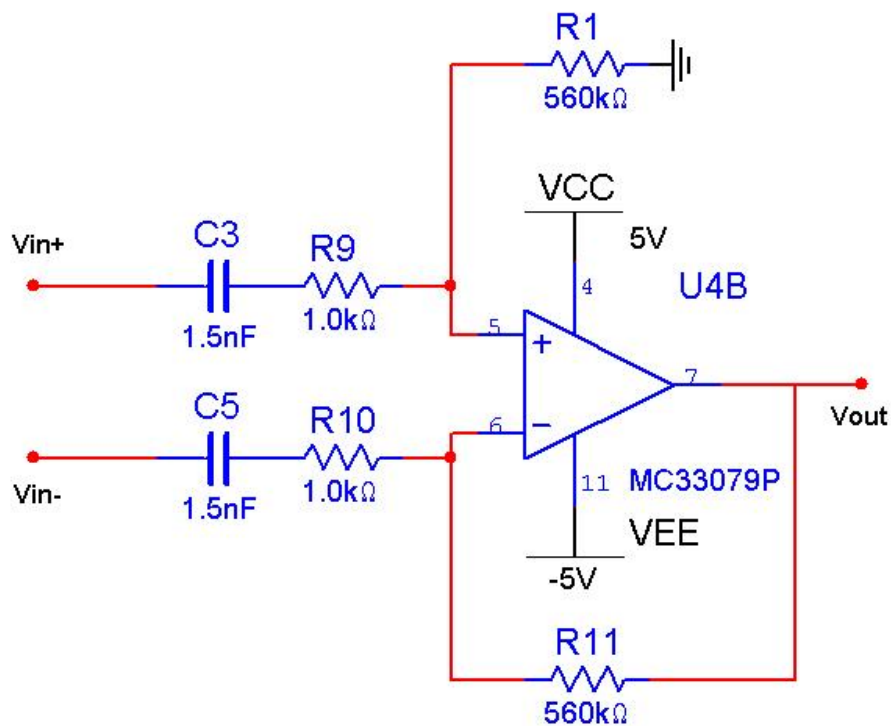 R1
560kΩ
VCC
5V
Vin+
C3
1.5nF
R9
1.0kΩ
4
U4B
5
+
7
Vout
Vin-
C5
1.5nF
R10
1.0kΩ
6
−
11
MC33079P
VEE
-5V
R11
560kΩ